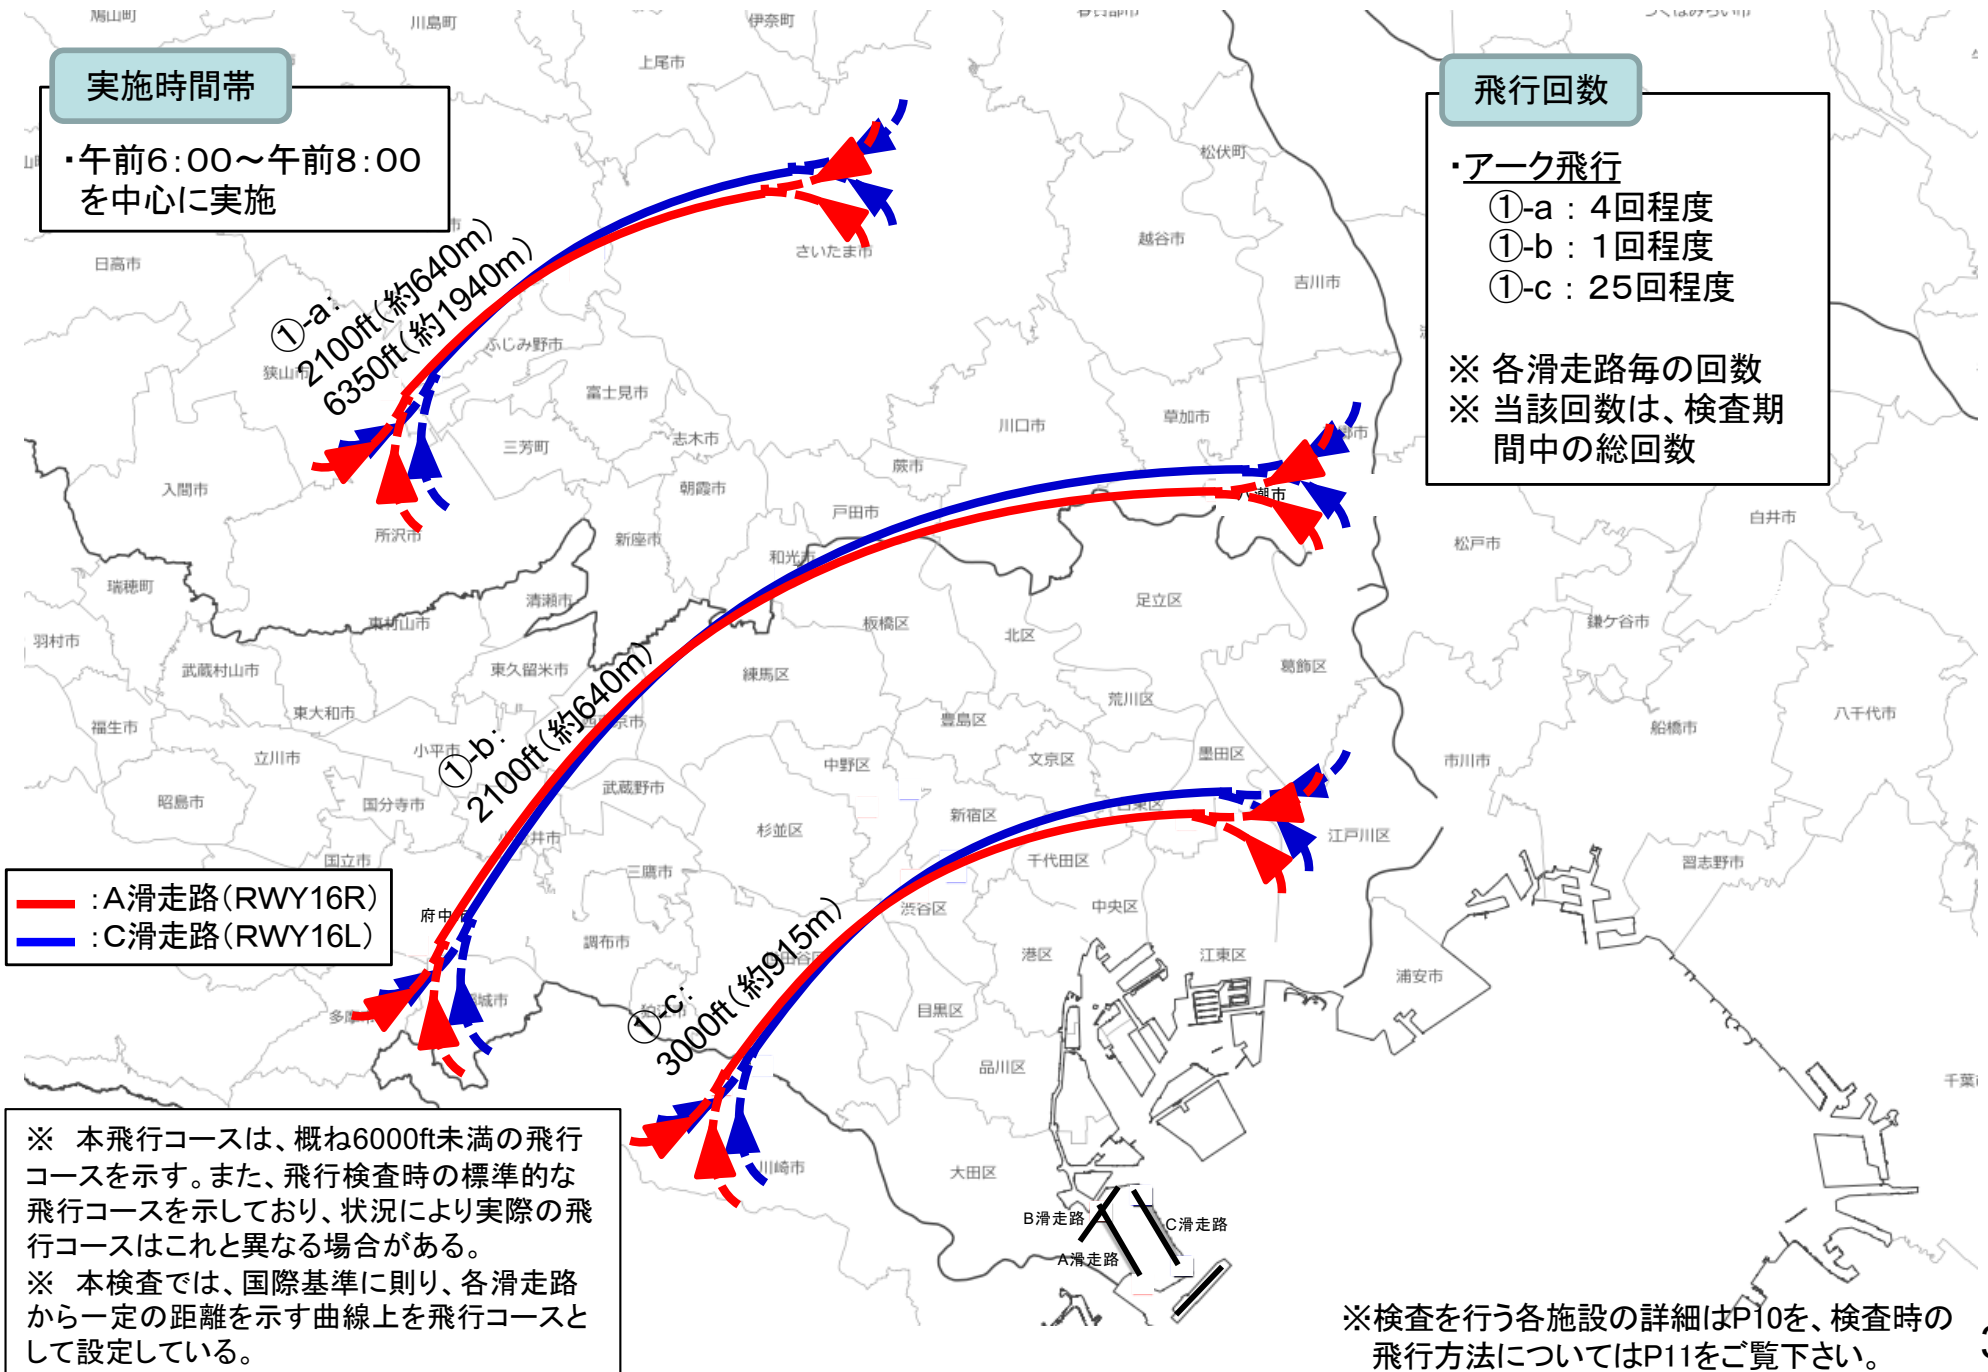 鳩山町
川島町
伊奈町
上尾市
実施時間帯
・午前6:00～午前8:00
を中心に実施
飛行回数
・アーク飛行
①-a : 4回程度
①-b : 1回程度
①-c : 25回程度
※ 各滑走路毎の回数
※ 当該回数は、検査期
間中の総回数
松伏町
さいたま市
越谷市
吉川市
日高市
①-a:
2100ft(約640m)
6350ft(約1940m)
狭山市
ふじみ野市
富士見市
川口市
草加市
三芳町
志木市
蕨市
入間市
朝霞市
戸田市
八潮市
白井市
所沢市
新座市
和光市
松戸市
瑞穂町
清瀬市
足立区
羽村市
東村山市
板橋区
北区
鎌ケ谷市
武蔵村山市
東久留米市
練馬区
葛飾区
①-b:
2100ft(約640m)
荒川区
福生市
東大和市
豊島区
船橋市
八千代市
立川市
小平市
中野区
文京区
墨田区
市川市
昭島市
国分寺市
武蔵野市
杉並区
新宿区
江戸川区
国立市
三鷹市
千代田区
習志野市
:A滑走路(RWY16R)
:C滑走路(RWY16L)
調布市
渋谷区
中央区
港区
江東区
浦安市
①-c:
3000ft(約915m)
目黒区
品川区
川崎市
大田区
B滑走路
C滑走路
A滑走路
※ 本飛行コースは、概ね6000ft未満の飛行
コースを示す。また、飛行検査時の標準的な
飛行コースを示しており、状況により実際の飛
行コースはこれと異なる場合がある。
※ 本検査では、国際基準に則り、各滑走路
から一定の距離を示す曲線上を飛行コースと
して設定している。
※検査を行う各施設の詳細はP10を、検査時の
飛行方法についてはP11をご覧下さい。